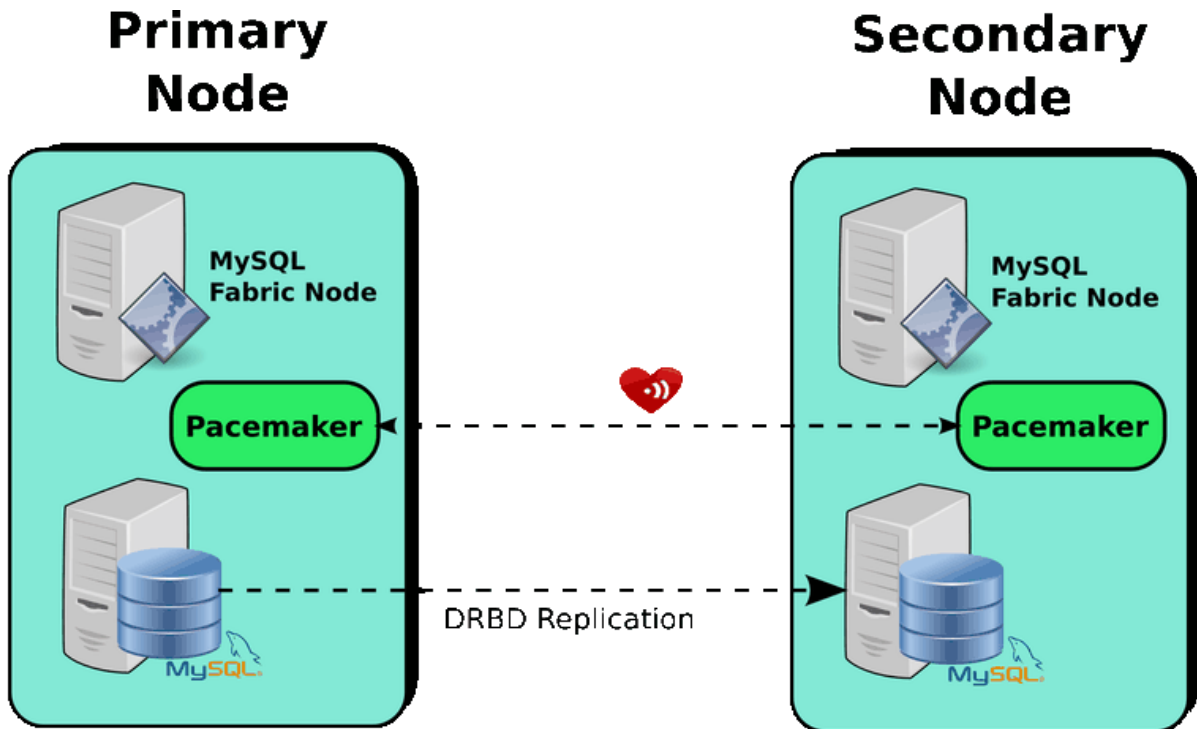 Primary
Node
Secondary
Node
MySQL
Fabric Node
MySQL
Fabric Node
Pacemaker
Pacemaker
DRBD Replication
MySQL
MySQL